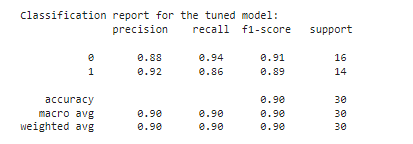 Classification report for the tuned model:
precision recall f1-score support
0 0.88 0.94 0.91 16
1 0.92 0.86 0.89 14
accuracy 0.90 30
macro avg 0.90 0.90 0.90 30
weighted avg 0.90 0.90 0.90 30